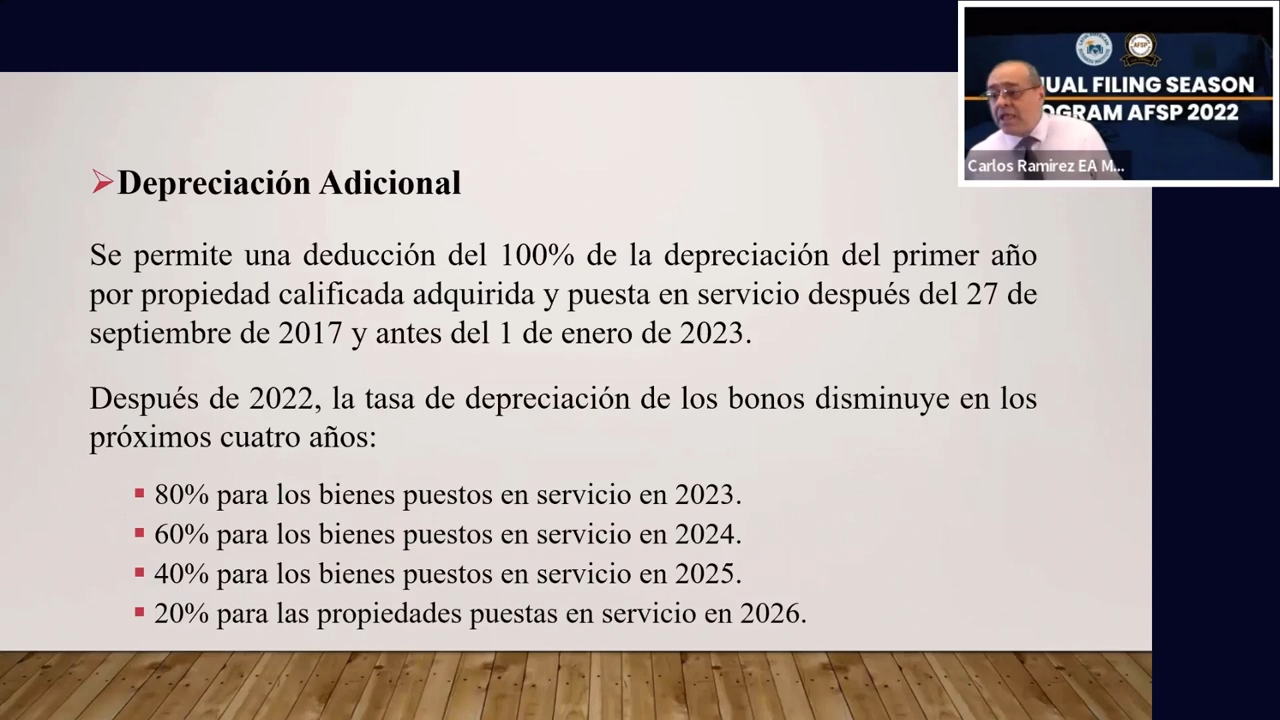 UAL FILING SEASON
OGRAM AFSP 2022
AFSP
Carlos Ramirez EA M...
Depreciación Adicional
Se permite una deducción del 100% de la depreciación del primer año
por propiedad calificada adquirida y puesta en servicio después del 27 de
septiembre de 2017 y antes del 1 de enero de 2023.
Después de 2022, la tasa de depreciación de los bonos disminuye en los
próximos cuatro años:
80% para los bienes puestos en servicio en 2023.
60% para los bienes puestos en servicio en 2024.
40% para los bienes puestos en servicio en 2025.
20% para las propiedades puestas en servicio en 2026.